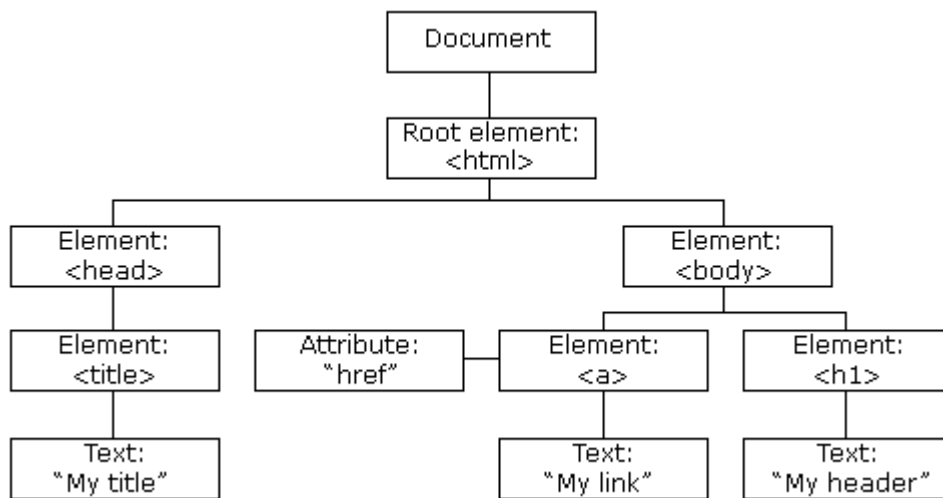 Document
Root element:
<html>
Element:
<head>
Element:
<body>
Element:
<title>
Attribute:
“href”
Element:
<a>
Element:
<h1>
Text:
“My title”
Text:
“My link”
Text:
“My header”